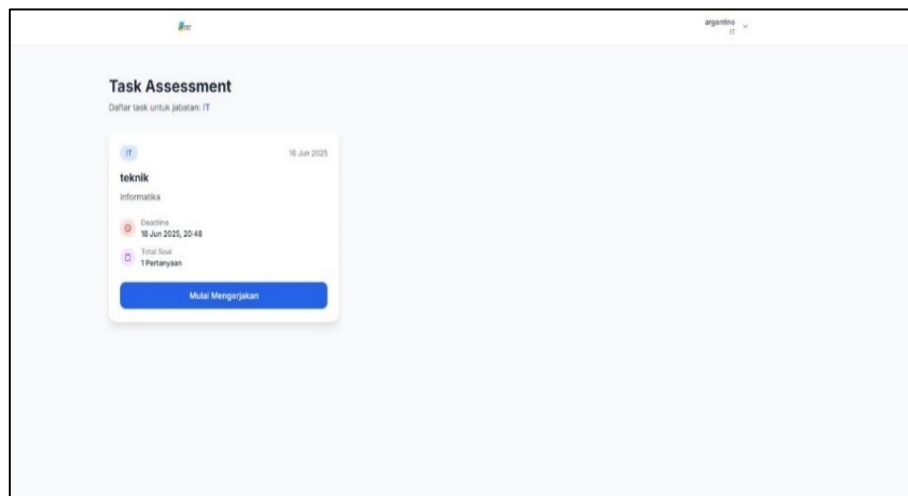 argentino
IT
Task Assessment
Daftar task untuk jabatan: IT
IT
18 Jun 2025
teknik
informatika
Deadline
18 Jun 2025, 20:48
Total Soal
1 Pertanyaan
Mulai Mengerjakan